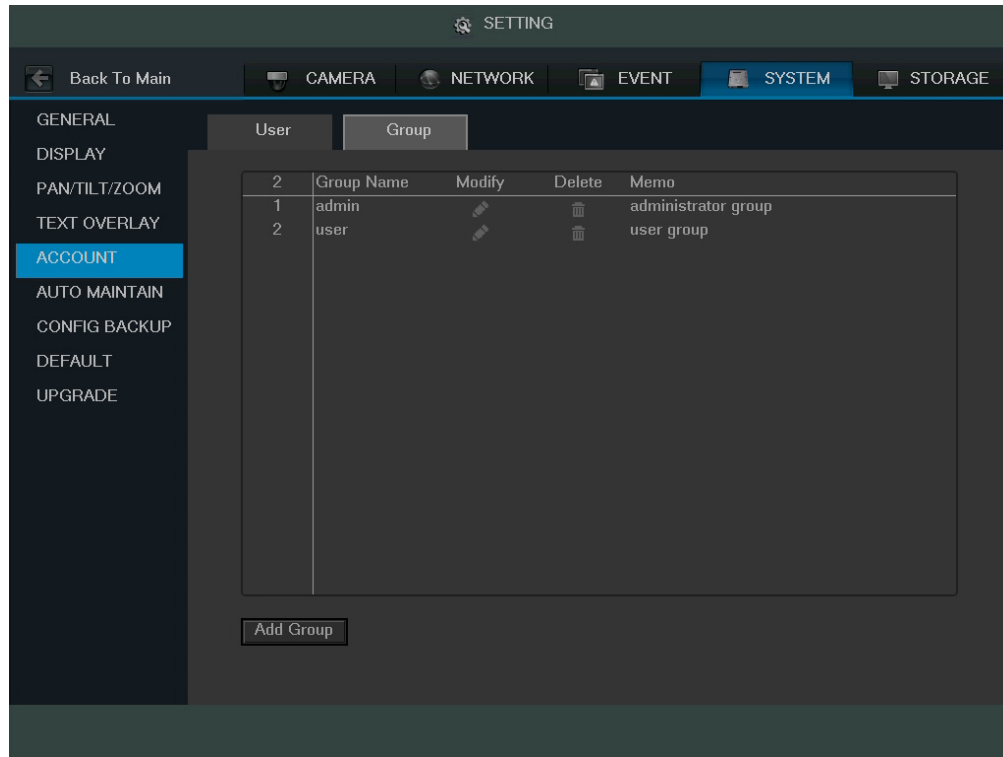 SETTING
Back To Main CAMERA NETWORK EVENT SYSTEM STORAGE
GENERAL
DISPLAY
PAN/TILT/ZOOM
TEXT OVERLAY
ACCOUNT
AUTO MAINTAIN
CONFIG BACKUP
DEFAULT
UPGRADE
User Group
2 Group Name Modify Delete Memo
1 admin administrator group
2 user user group
Add Group